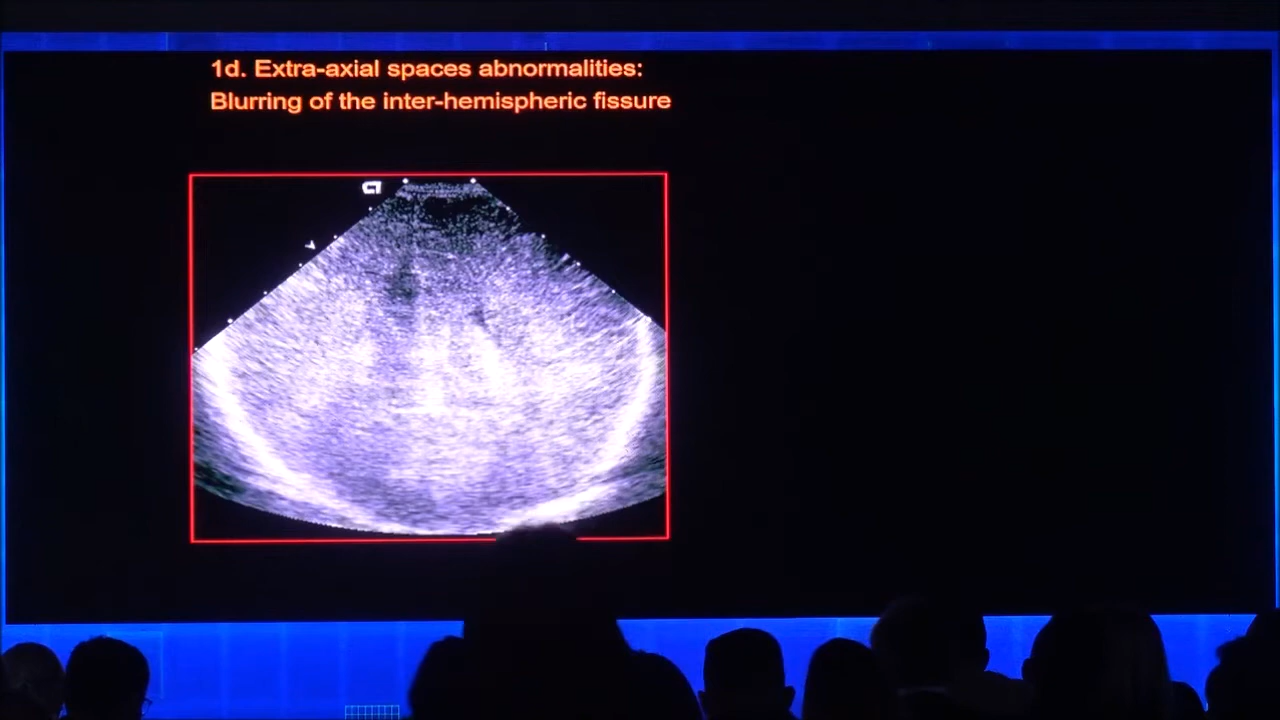 1d. Extra-axial spaces abnormalities:
Blurring of the inter-hemispheric fissure